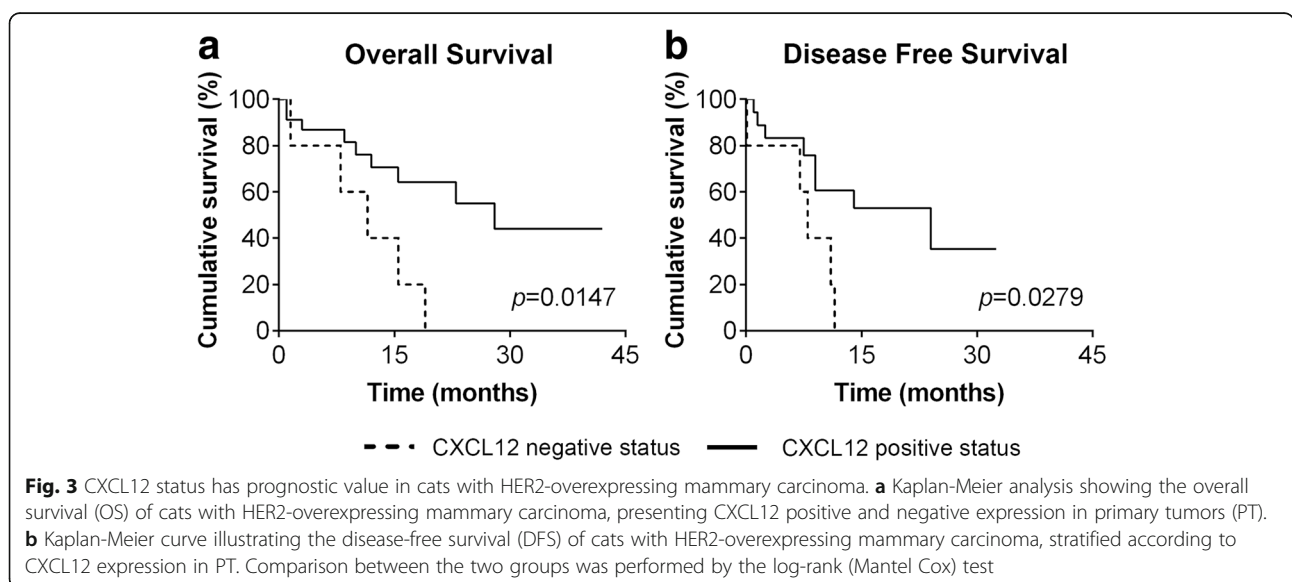 a Overall Survival
Cumulative survival (%)
100
80
60
40
20
0
p=0.0147
0 15 30 45
Time (months)
b Disease Free Survival
Cumulative survival (%)
100
80
60
40
20
0
p=0.0279
0 15 30 45
Time (months)
CXCL12 negative status CXCL12 positive status
Fig. 3 CXCL12 status has prognostic value in cats with HER2-overexpressing mammary carcinoma. a Kaplan-Meier analysis showing the overall
survival (OS) of cats with HER2-overexpressing mammary carcinoma, presenting CXCL12 positive and negative expression in primary tumors (PT).
b Kaplan-Meier curve illustrating the disease-free survival (DFS) of cats with HER2-overexpressing mammary carcinoma, stratified according to
CXCL12 expression in PT. Comparison between the two groups was performed by the log-rank (Mantel Cox) test